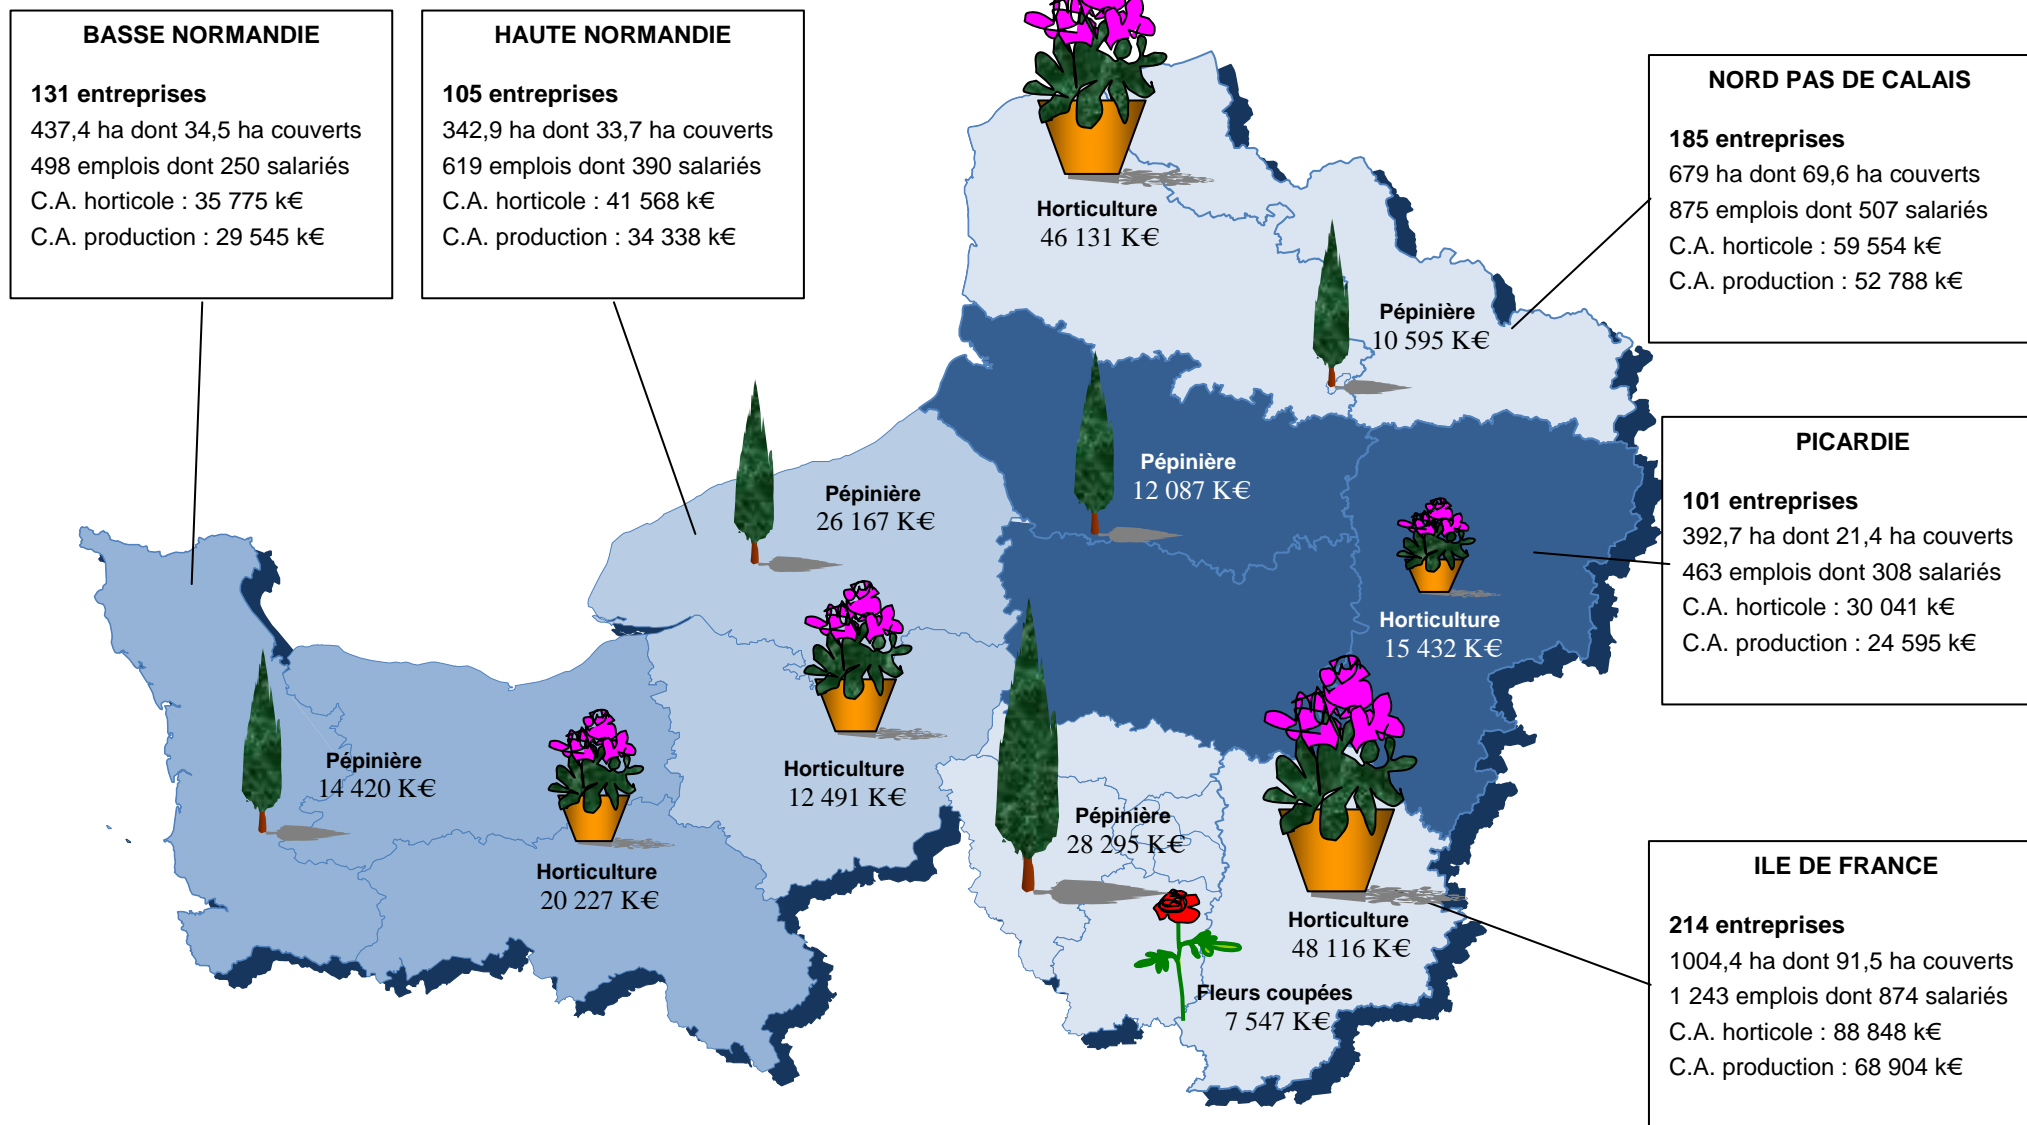 BASSE NORMANDIE
131 entreprises
437,4 ha dont 34,5 ha couverts
498 emplois dont 250 salariés
C.A. horticole : 35 775 k€
C.A. production : 29 545 k€
HAUTE NORMANDIE
105 entreprises
342,9 ha dont 33,7 ha couverts
619 emplois dont 390 salariés
C.A. horticole : 41 568 k€
C.A. production : 34 338 k€
NORD PAS DE CALAIS
185 entreprises
679 ha dont 69,6 ha couverts
875 emplois dont 507 salariés
C.A. horticole : 59 554 k€
C.A. production : 52 788 k€
Horticulture
46 131 K€
Pépinière
10 595 K€
PICARDIE
101 entreprises
392,7 ha dont 21,4 ha couverts
463 emplois dont 308 salariés
C.A. horticole : 30 041 k€
C.A. production : 24 595 k€
Pépinière
12 087 K€
Pépinière
26 167 K€
Horticulture
15 432 K€
Pépinière
14 420 K€
Horticulture
12 491 K€
Horticulture
20 227 K€
Pépinière
28 295 K€
Horticulture
48 116 K€
Fleurs coupées
7 547 K€
ILE DE FRANCE
214 entreprises
1004,4 ha dont 91,5 ha couverts
1 243 emplois dont 874 salariés
C.A. horticole : 88 848 k€
C.A. production : 68 904 k€